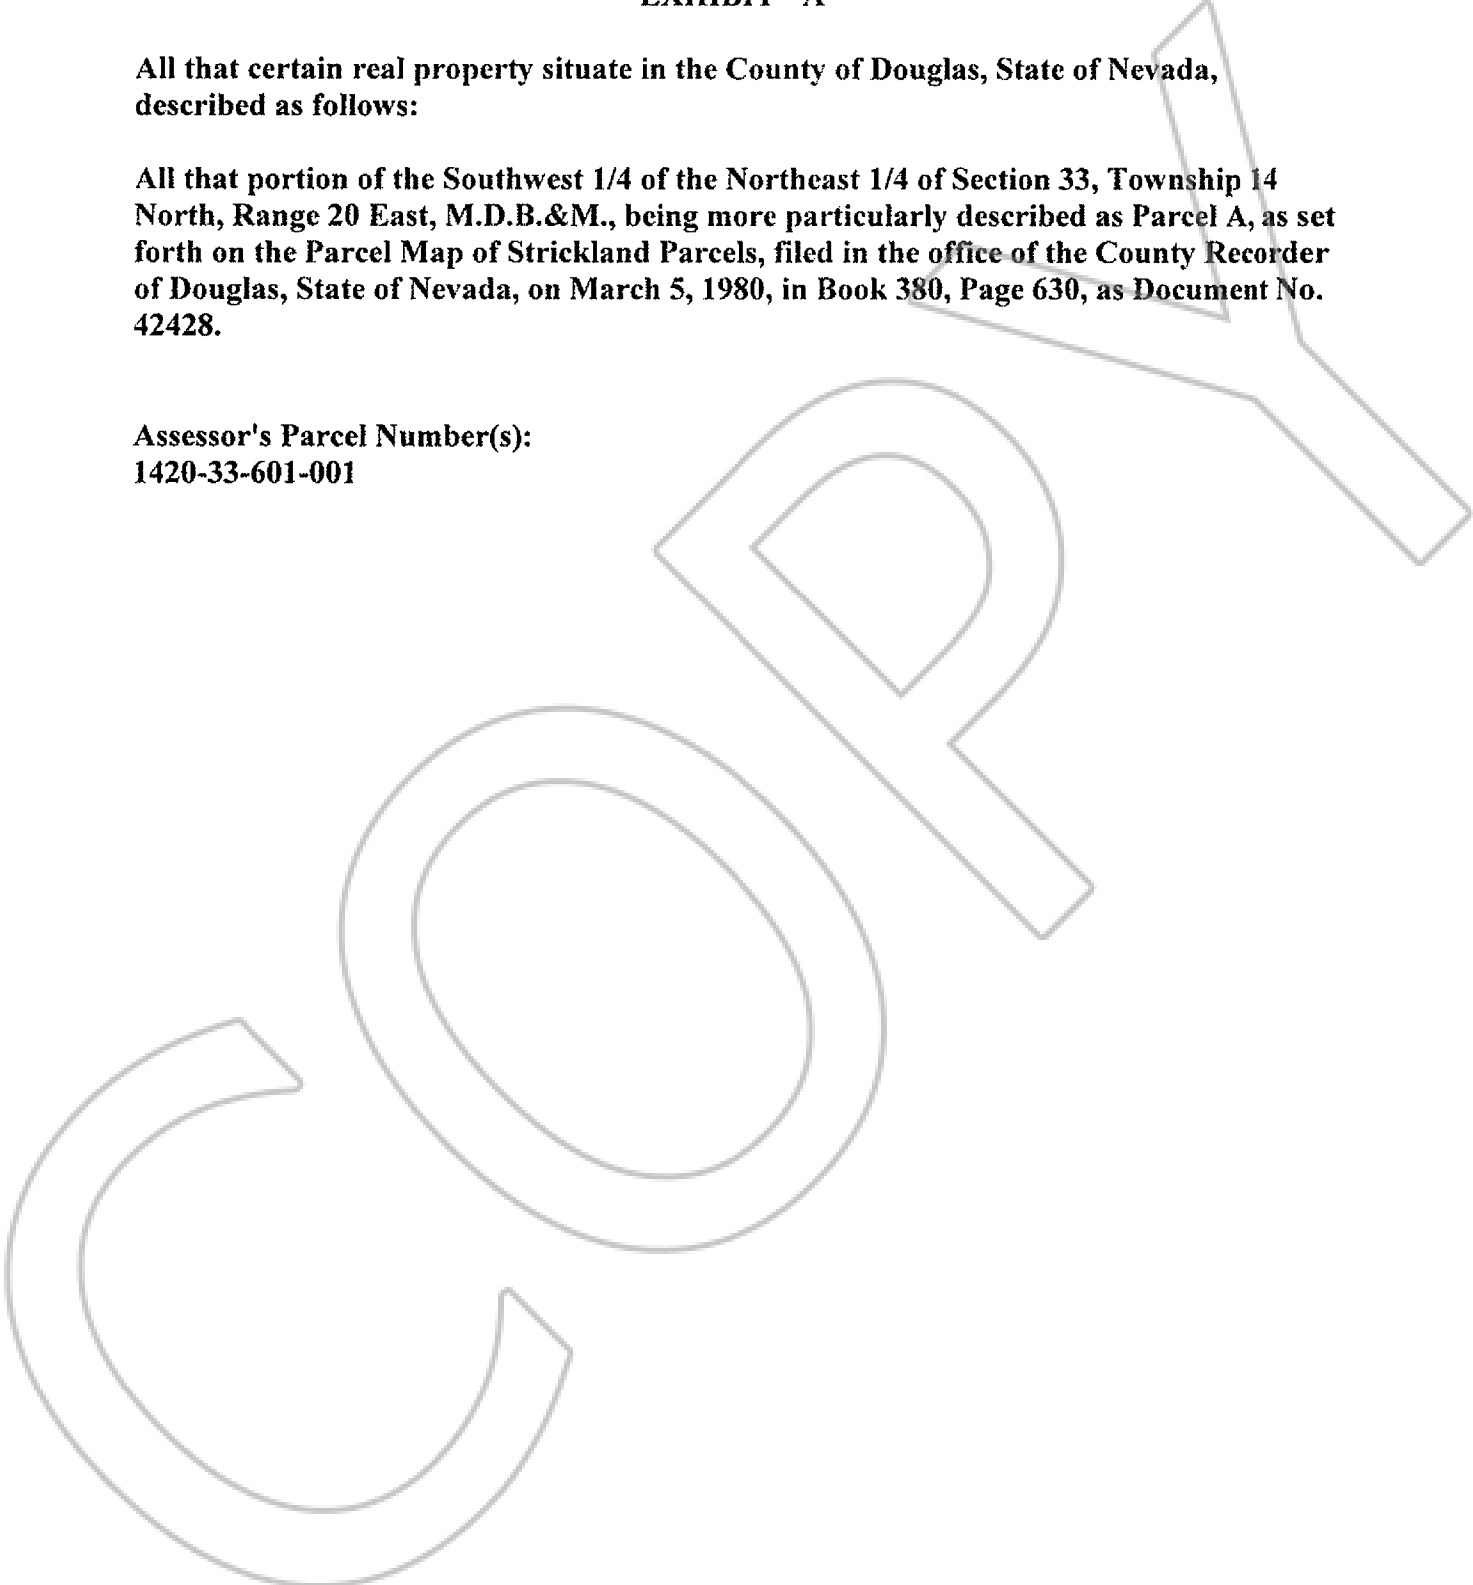 EXHIBIT "A"
All that certain real property situate in the County of Douglas, State of Nevada,
described as follows:
All that portion of the Southwest 1/4 of the Northeast 1/4 of Section 33, Township 14
North, Range 20 East, M.D.B.&M., being more particularly described as Parcel A, as set
forth on the Parcel Map of Strickland Parcels, filed in the office of the County Recorder
of Douglas, State of Nevada, on March 5, 1980, in Book 380, Page 630, as Document No.
42428.
Assessor's Parcel Number(s):
1420-33-601-001
COPY